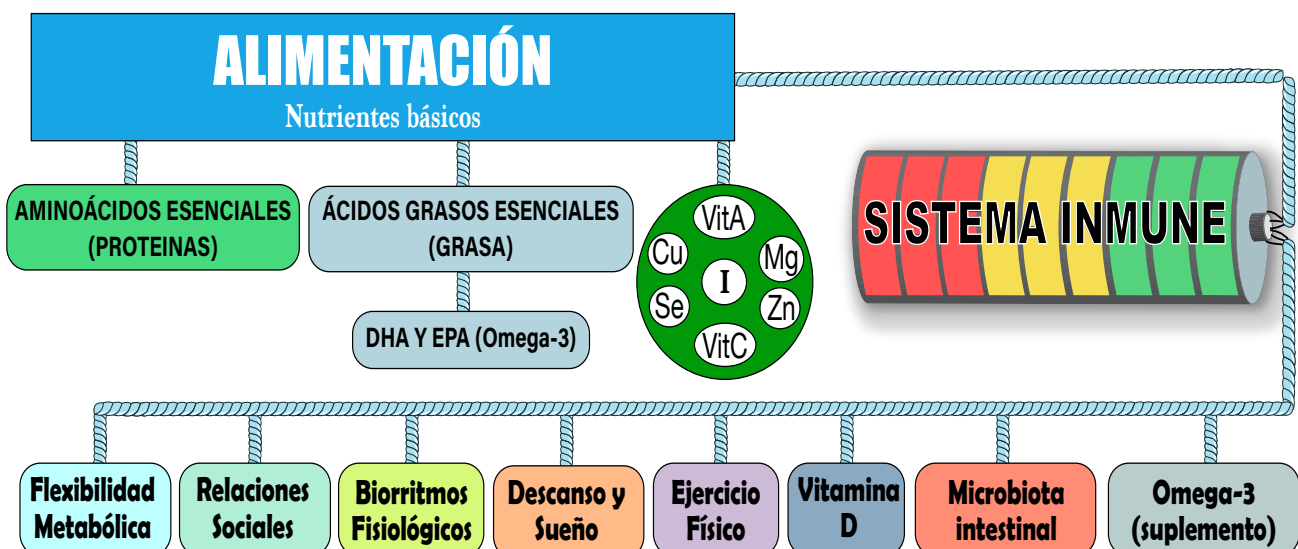 ALIMENTACIÓN
Nutrientes básicos
AMINOÁCIDOS ESENCIALES
(PROTEINAS)
ÁCIDOS GRASOS ESENCIALES
(GRASA)
DHA Y EPA (Omega-3)
VitA
Cu
Mg
I
Se
Zn
VitC
SISTEMA INMUNE
Flexibilidad
Metabólica
Relaciones
Sociales
Biorritmos
Fisiológicos
Descanso y
Sueño
Ejercicio
Físico
Vitamina
D
Microbiota
intestinal
Omega-3
(suplemento)